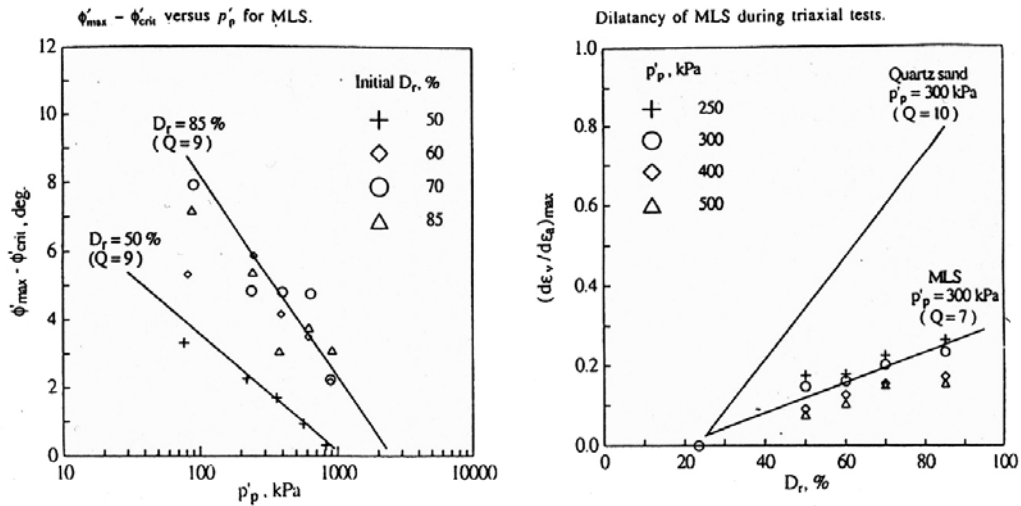 ϕ'max – ϕ'crit versus p'p for MLS.
12
10
8
6
4
2
0
10
100
1000
10000
ϕ'max - ϕ'crit , deg.
p'p , kPa
Initial Dr, %
50
60
70
85
Dr = 85 %
(Q = 9)
Dr = 50 %
(Q = 9)
Dilatancy of MLS during triaxial tests.
1.0
0.8
0.6
0.4
0.2
0.0
0
20
40
60
80
100
(dεv/dεa)max
Dr, %
p'p, kPa
250
300
400
500
Quartz sand
p'p = 300 kPa
( Q = 10 )
MLS
p'p = 300 kPa
( Q = 7 )